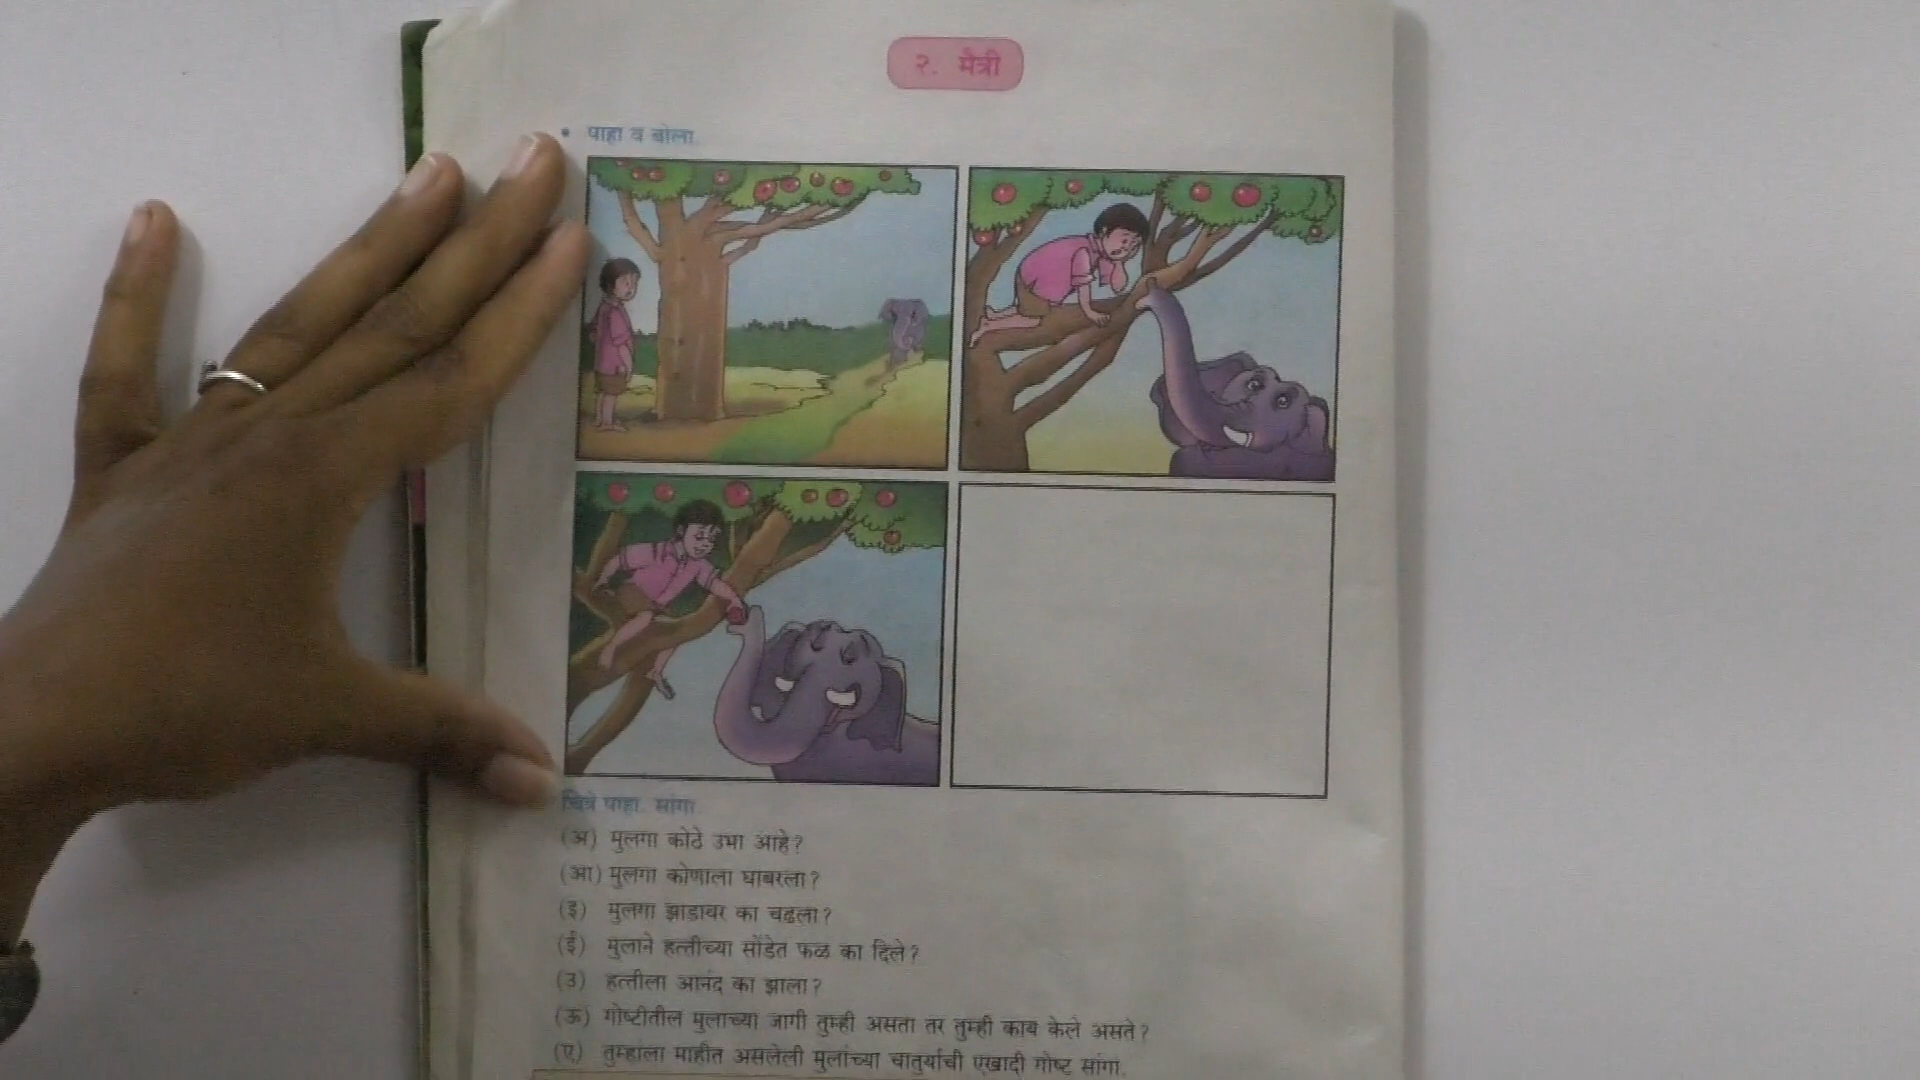 २. मैत्री
• पाहा व बोला.
चित्रे पाहा. सांगा.
(अ) मुलगा कोठे उभा आहे?
(आ) मुलगा कोणाला घाबरला?
(इ) मुलगा झाडावर का चढला?
(ई) मुलाने हत्तीच्या सोंडेत फळ का दिले?
(उ) हत्तीला आनंद का झाला?
(ऊ) गोष्टीतील मुलाच्या जागी तुम्ही असता तर तुम्ही काय केले असते?
(ए) तुम्हाला माहीत असलेली मुलांच्या चातुर्याची एखादी गोष्ट सांगा.